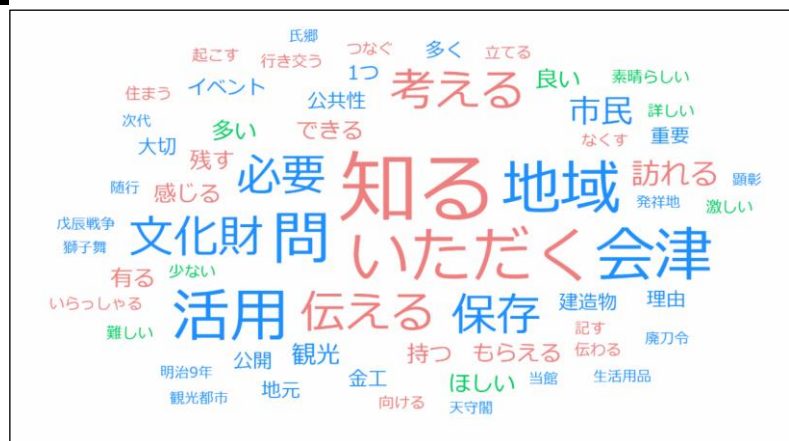 氏郷
起こす 行き交う つなぐ 多く 立てる
住まう イベント 1つ 考える 良い 素晴らしい
次代 公共性 市民 詳しい
大切 多い できる なくす 重要
残す 必要 知る 地域 訪れる 顕彰
随行 感じる 発祥地 激しい
戊辰戦争 文化財 問 いただく 会津
獅子舞
有る 少ない
いらっしゃる 活用 伝える 保存 建造物 理由
難しい 記す
公開 観光 持つ もらえる 伝わる 廃刀令
明治9年 地元 金工 ほしい 当館 生活用品
観光都市 向ける 天守閣